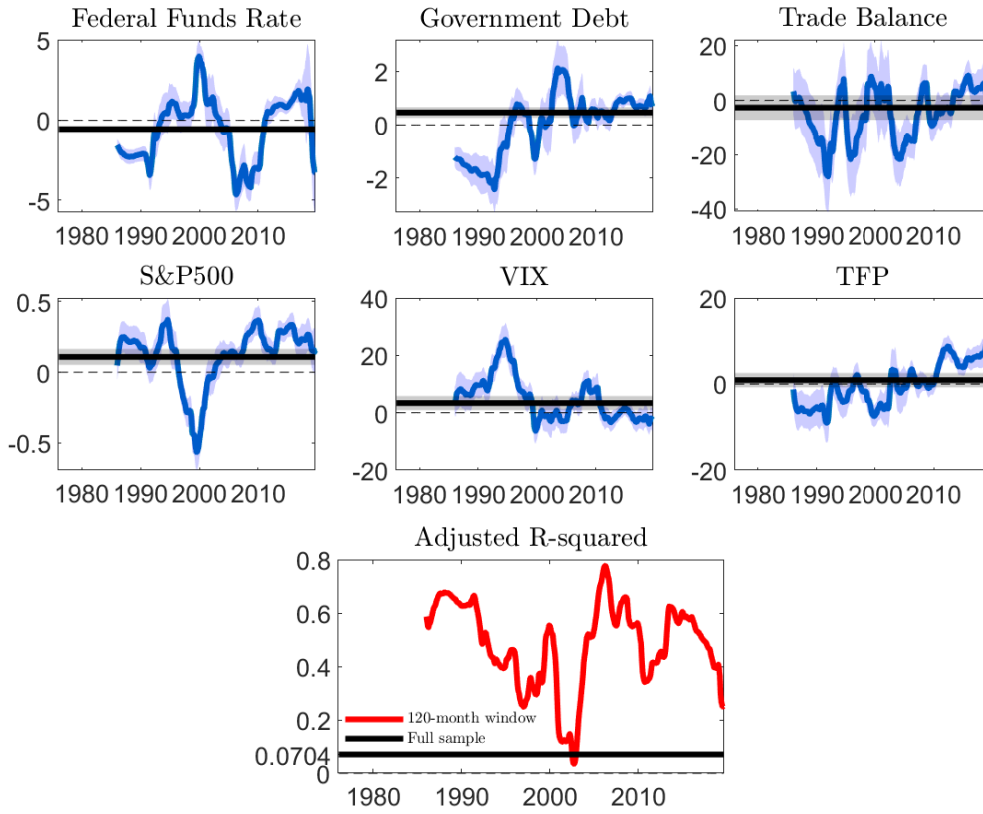 Federal Funds Rate
5
0
-5
1980 1990 2000 2010
Government Debt
2
0
-2
1980 1990 2000 2010
Trade Balance
20
0
-20
-40
1980 1990 2000 2010
S&P500
0.5
0
-0.5
1980 1990 2000 2010
VIX
40
20
0
-20
1980 1990 2000 2010
TFP
20
0
-20
1980 1990 2000 2010
Adjusted R-squared
0.8
0.6
0.4
0.2
0.0704
0
120-month window
Full sample
1980 1990 2000 2010